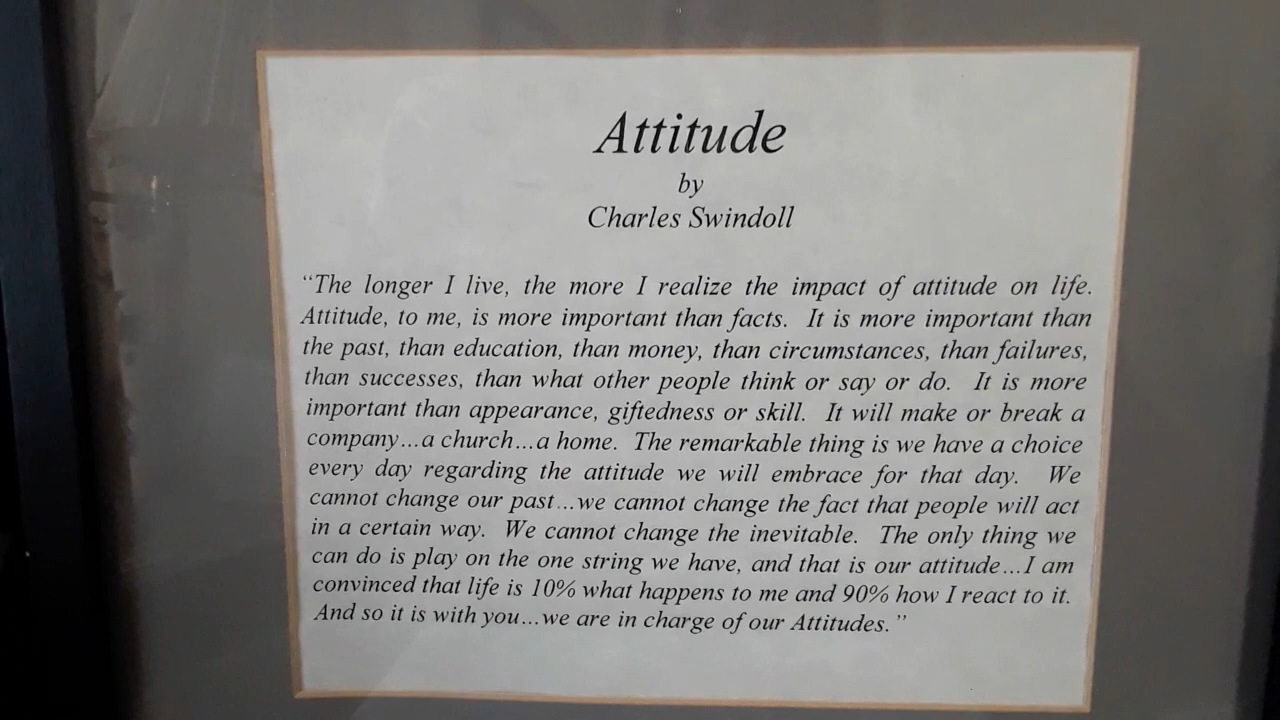 Attitude
by
Charles Swindoll
“The longer I live, the more I realize the impact of attitude on life.
Attitude, to me, is more important than facts. It is more important than
the past, than education, than money, than circumstances, than failures,
than successes, than what other people think or say or do. It is more
important than appearance, giftedness or skill. It will make or break a
company...a church...a home. The remarkable thing is we have a choice
every day regarding the attitude we will embrace for that day. We
cannot change our past...we cannot change the fact that people will act
in a certain way. We cannot change the inevitable. The only thing we
can do is play on the one string we have, and that is our attitude...I am
convinced that life is 10% what happens to me and 90% how I react to it.
And so it is with you...we are in charge of our Attitudes.”